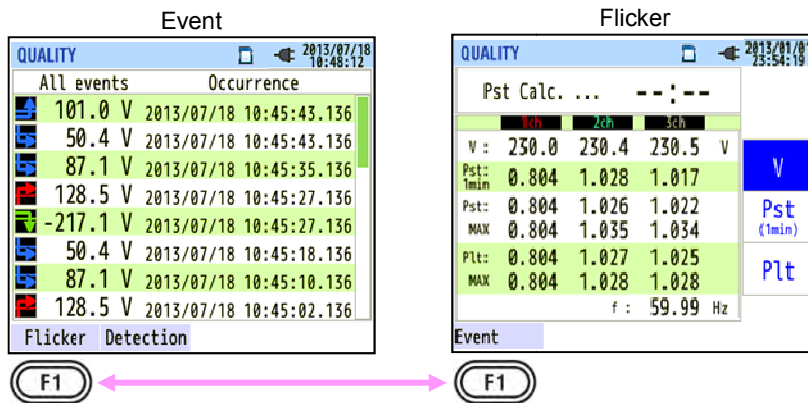 Event
QUALITY 2013/07/18 10:48:12
All events Occurrence
101.0 V 2013/07/18 10:45:43.136
50.4 V 2013/07/18 10:45:43.136
87.1 V 2013/07/18 10:45:35.136
128.5 V 2013/07/18 10:45:27.136
-217.1 V 2013/07/18 10:45:27.136
50.4 V 2013/07/18 10:45:18.136
87.1 V 2013/07/18 10:45:10.136
128.5 V 2013/07/18 10:45:02.136
Flicker Detection
F1
Flicker
QUALITY 2013/01/0 23:54:19
Pst Calc. ... --:--
1ch 2ch 3ch
V : 230.0 230.4 230.5 V
Pst: 1min 0.804 1.028 1.017
Pst: 0.804 1.026 1.022
MAX 0.804 1.035 1.034
Plt: 0.804 1.027 1.025
MAX 0.804 1.028 1.028
f : 59.99 Hz
V
Pst
(1min)
Plt
Event
F1